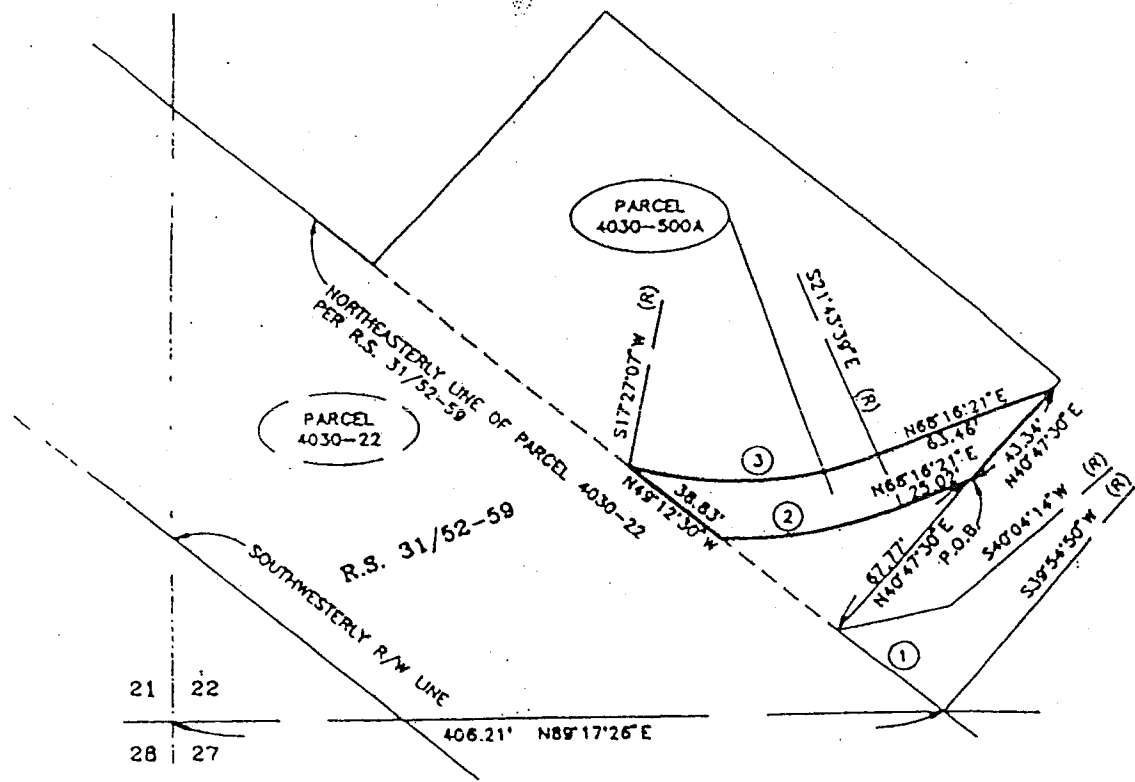 PARCEL
4030-500A
NORTHEASTERLY LINE OF PARCEL 4030-22
PER R.S. 31/52-59
S17°27'07"W (R)
S21°43'39"E (R)
PARCEL
4030-22
N68°16'21"E
63.46'
3
N68°16'21"E
25.02'
43.34'
N40°47'30"E
38.83'
N49°12'30"W
2
R.S. 31/52-59
67.77'
N40°47'30"E
P.O.B.
S40°04'14"W (R)
S39°54'50"W (R)
SOUTHWESTERLY R/W LINE
1
21 22
28 27
406.21' N89°17'26"E